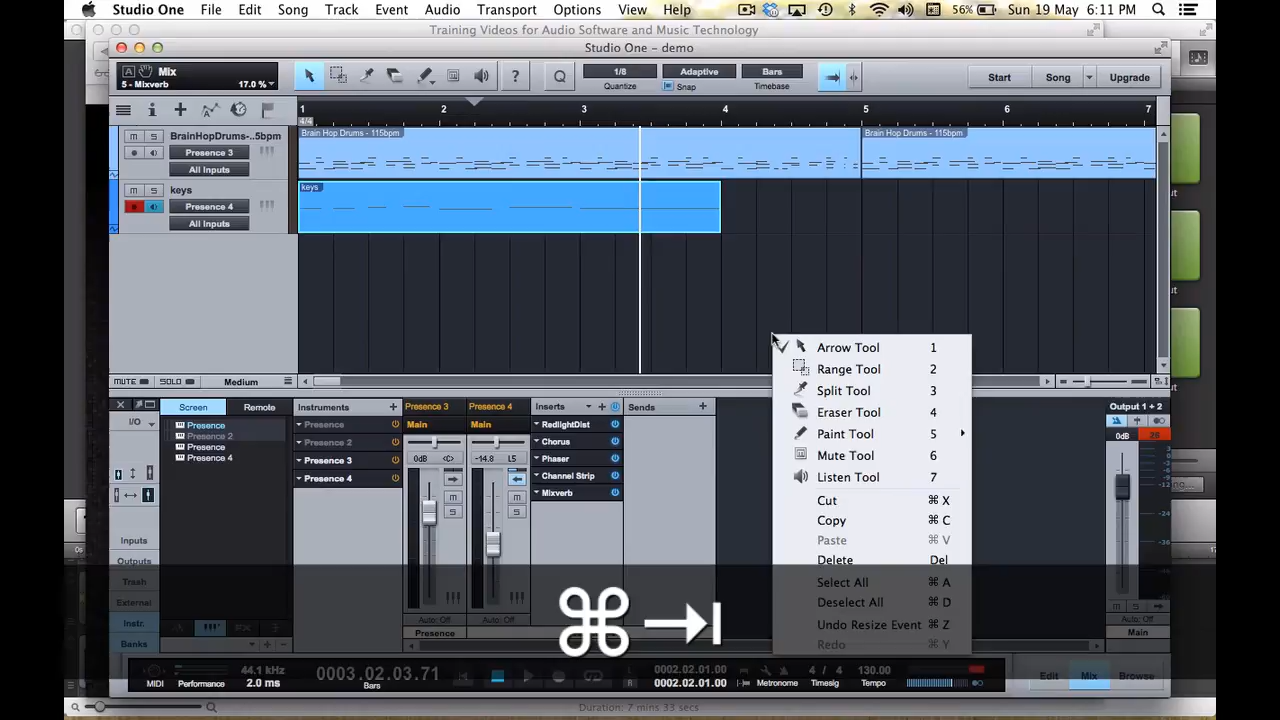 Studio One File Edit Song Track Event Audio Transport Options View Help 56% Sun 19 May 6:11 PM
Training Videos for Audio Software and Music Technology
Studio One - demo
A Mix
5 - Mixverb 17.0 %
? Q
1/8 Adaptive Bars
Quantize Snap Timebase
Start Song Upgrade
1 2 3 4 5 6 7
4/4
M S BrainHopDrums-..5bpm
Presence 3
All Inputs
Brain Hop Drums - 115bpm Brain Hop Drums - 115bpm
M S keys
Presence 4
All Inputs
keys
MUTE SOLO Medium
Arrow Tool 1
Range Tool 2
Split Tool 3
Eraser Tool 4
Paint Tool 5
Mute Tool 6
Listen Tool 7
Cut ⌘ X
Copy ⌘ C
Paste ⌘ V
Delete Del
Select All ⌘ A
Deselect All ⌘ D
Undo Resize Event ⌘ Z
Redo ⌘ Y
Screen Remote
I/O
Presence
Presence 2
Presence
Presence 4
Inputs
Outputs
Trash
External
Instr.
Banks
Instruments +
Presence
Presence 2
Presence 3
Presence 4
Presence 3 Presence 4
Main Main
0dB <C> -14.8 L5
M M
S S
Auto: Off Auto: Off
Presence
Inserts +
RedlightDist
Chorus
Phaser
Channel Strip
Mixverb
Sends +
Output 1 + 2
0dB
M S
Auto: Off
Main
⌘ →|
MIDI Performance
44.1 kHz
2.0 ms
0003.02.03.71
Bars
0002.02.01.00
0002.02.01.00
4 / 4 130.00
Metronome Timesig Tempo
Edit Mix Browse
Duration: 7 mins 33 secs